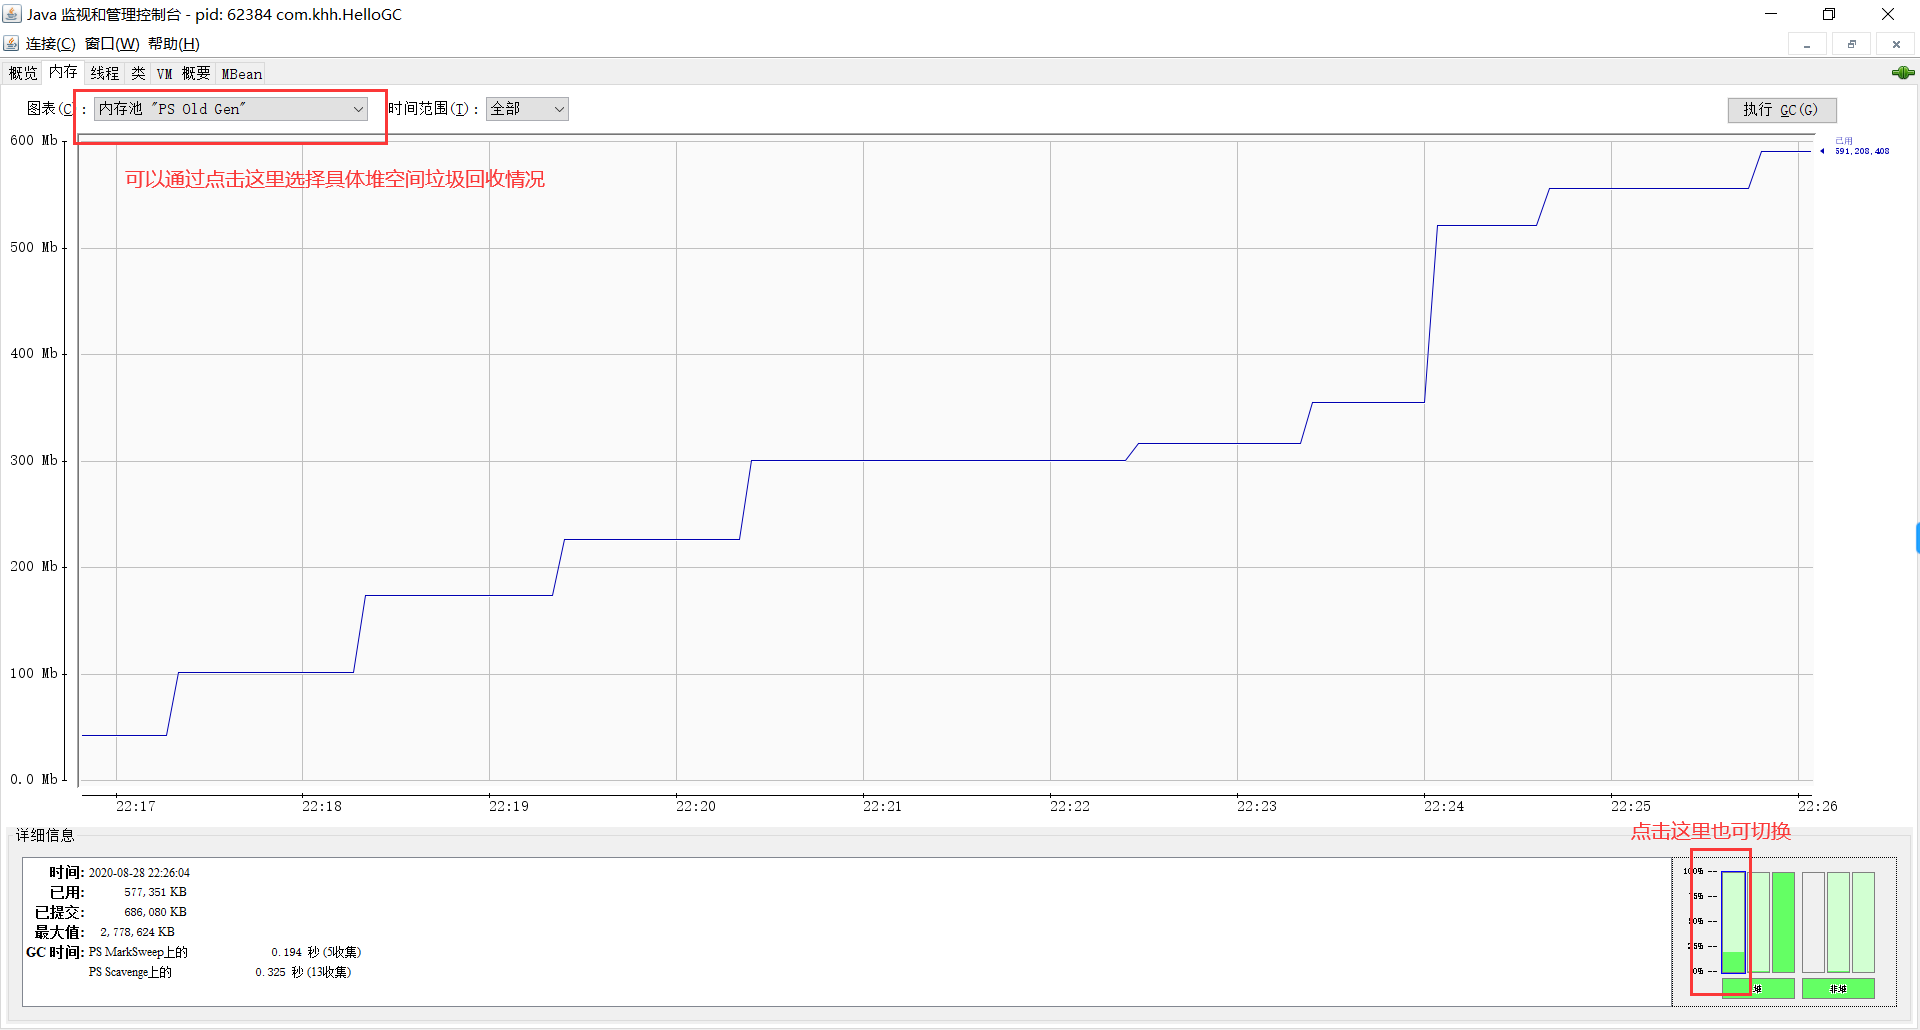 Java 监视和管理控制台 - pid: 62384 com.khh.HelloGC
连接(C) 窗口(W) 帮助(H)
概览 内存 线程 类 VM 概要 MBean
图表(C): 内存池 "PS Old Gen" 时间范围(T): 全部 执行 GC(G)
可以通过点击这里选择具体堆空间垃圾回收情况
已用
591,208,408
600 Mb
500 Mb
400 Mb
300 Mb
200 Mb
100 Mb
0.0 Mb
22:17 22:18 22:19 22:20 22:21 22:22 22:23 22:24 22:25 22:26
点击这里也可切换
详细信息
时间: 2020-08-28 22:26:04
已用: 577,351 KB
已提交: 686,080 KB
最大值: 2,778,624 KB
GC 时间: PS MarkSweep上的 0.194 秒 (5收集)
PS Scavenge上的 0.325 秒 (13收集)
100% --
75% --
50% --
25% --
0% --
堆 非堆